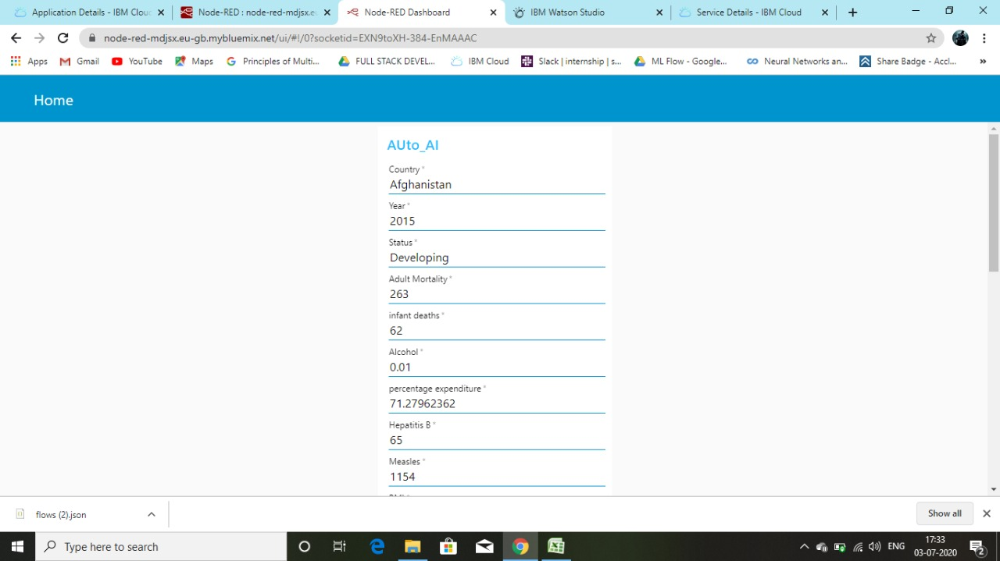 Application Details - IBM Clou
Node-RED : node-red-mdjsx.e
Node-RED Dashboard
IBM Watson Studio
Service Details - IBM Cloud
node-red-mdjsx.eu-gb.mybluemix.net/ui/#!/0?socketid=EXN9toXH-384-EnMAAAC
Apps
Gmail
YouTube
Maps
Principles of Multi...
FULL STACK DEVEL...
IBM Cloud
Slack | internship | s...
ML Flow - Google...
Neural Networks an...
Share Badge - Accl...
Home
AUto_AI
Country *
Afghanistan
Year *
2015
Status *
Developing
Adult Mortality *
263
infant deaths *
62
Alcohol *
0.01
percentage expenditure *
71.27962362
Hepatitis B *
65
Measles *
1154
flows (2).json
Show all
Type here to search
ENG
17:33
03-07-2020
2